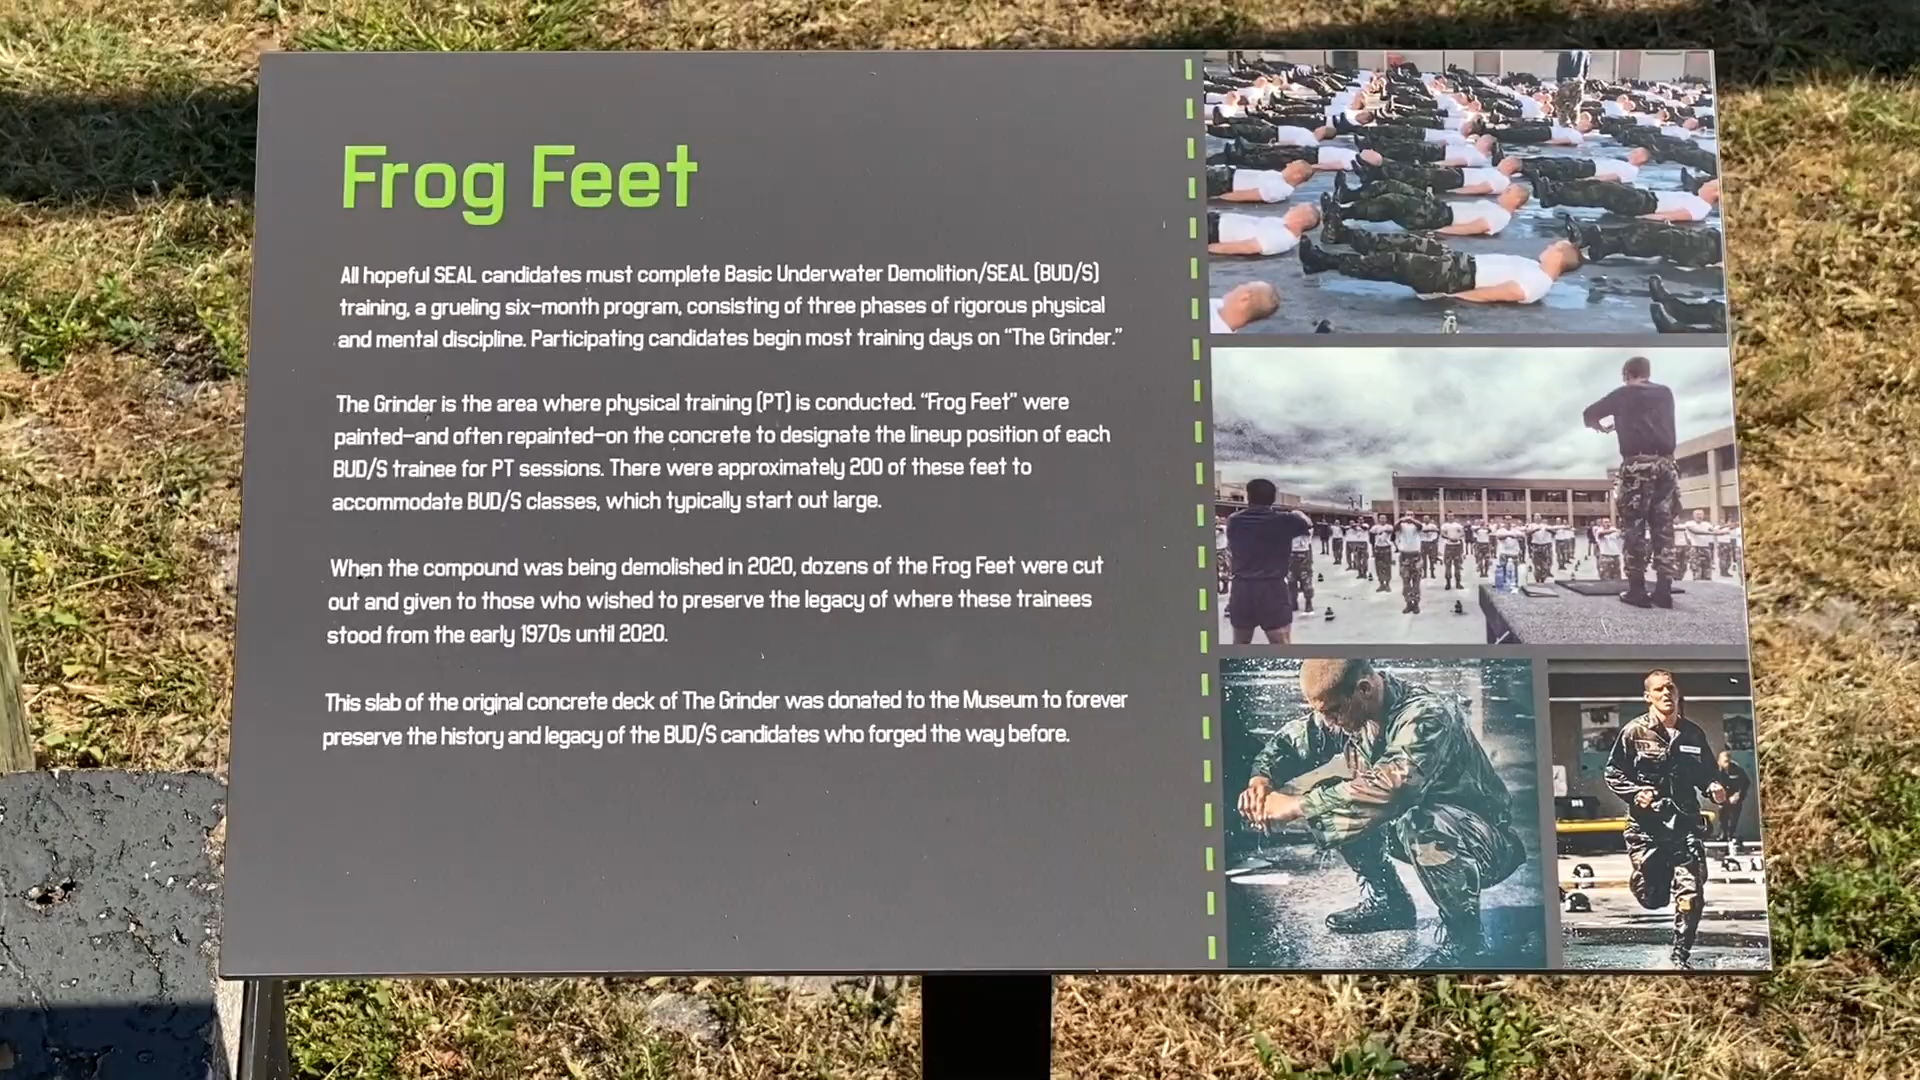 Frog Feet
All hopeful SEAL candidates must complete Basic Underwater Demolition/SEAL (BUD/S)
training, a grueling six-month program, consisting of three phases of rigorous physical
and mental discipline. Participating candidates begin most training days on “The Grinder.”
The Grinder is the area where physical training (PT) is conducted. “Frog Feet” were
painted—and often repainted—on the concrete to designate the lineup position of each
BUD/S trainee for PT sessions. There were approximately 200 of these feet to
accommodate BUD/S classes, which typically start out large.
When the compound was being demolished in 2020, dozens of the Frog Feet were cut
out and given to those who wished to preserve the legacy of where these trainees
stood from the early 1970s until 2020.
This slab of the original concrete deck of The Grinder was donated to the Museum to forever
preserve the history and legacy of the BUD/S candidates who forged the way before.